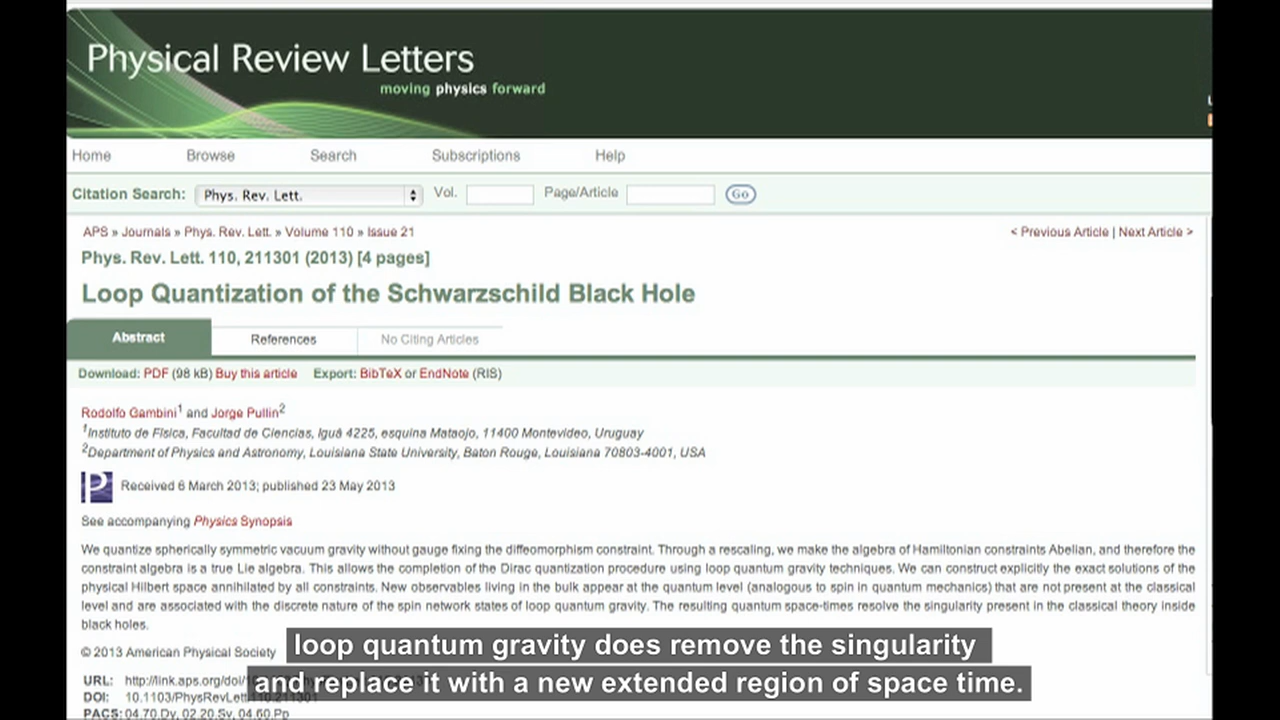 Physical Review Letters
moving physics forward
Home Browse Search Subscriptions Help
Citation Search: Phys. Rev. Lett. Vol. Page/Article Go
APS » Journals » Phys. Rev. Lett. » Volume 110 » Issue 21 < Previous Article | Next Article >
Phys. Rev. Lett. 110, 211301 (2013) [4 pages]
Loop Quantization of the Schwarzschild Black Hole
Abstract References No Citing Articles
Download: PDF (98 kB) Buy this article Export: BibTeX or EndNote (RIS)
Rodolfo Gambini1 and Jorge Pullin2
1Instituto de Física, Facultad de Ciencias, Iguá 4225, esquina Mataojo, 11400 Montevideo, Uruguay
2Department of Physics and Astronomy, Louisiana State University, Baton Rouge, Louisiana 70803-4001, USA
P Received 6 March 2013; published 23 May 2013
See accompanying Physics Synopsis
We quantize spherically symmetric vacuum gravity without gauge fixing the diffeomorphism constraint. Through a rescaling, we make the algebra of Hamiltonian constraints Abelian, and therefore the
constraint algebra is a true Lie algebra. This allows the completion of the Dirac quantization procedure using loop quantum gravity techniques. We can construct explicitly the exact solutions of the
physical Hilbert space annihilated by all constraints. New observables living in the bulk appear at the quantum level (analogous to spin in quantum mechanics) that are not present at the classical
level and are associated with the discrete nature of the spin network states of loop quantum gravity. The resulting quantum space-times resolve the singularity present in the classical theory inside
black holes.
© 2013 American Physical Society
loop quantum gravity does remove the singularity
and replace it with a new extended region of space time.
URL: http://link.aps.org/doi/
DOI: 10.1103/PhysRevLett.110.211301
PACS: 04.70.Dy, 02.20.Sv, 04.60.Pp